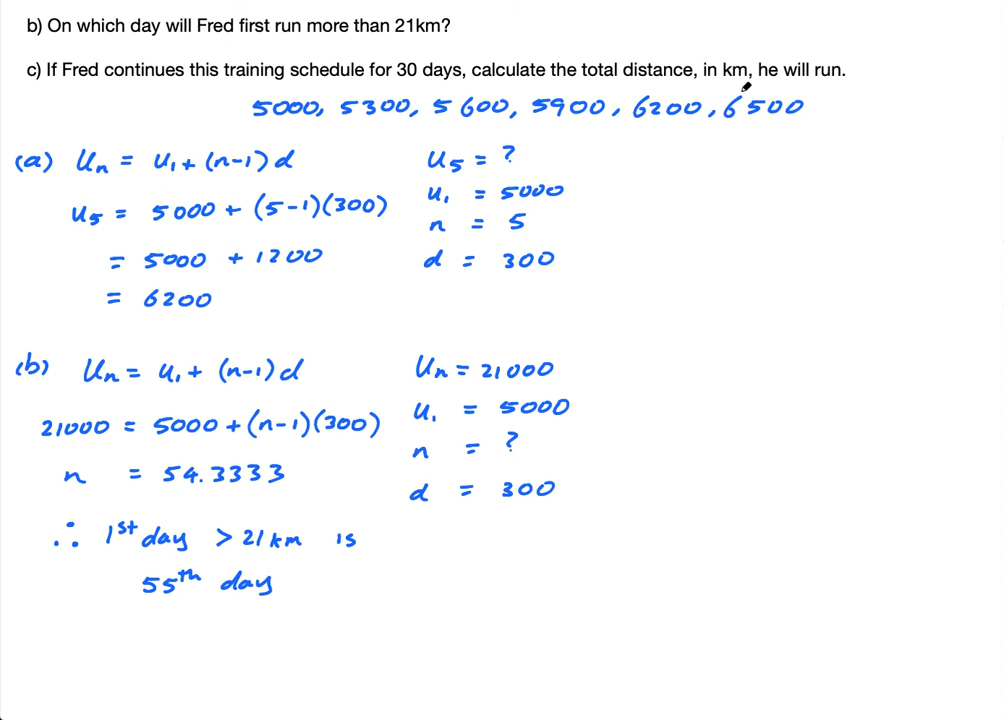 b) On which day will Fred first run more than 21km?
c) If Fred continues this training schedule for 30 days, calculate the total distance, in km, he will run.
5000, 5300, 5600, 5900, 6200, 6500
(a) Un = U1 + (n-1)d
U5 = 5000 + (5-1)(300)
= 5000 + 1200
= 6200
U5 = ?
U1 = 5000
n = 5
d = 300
(b) Un = U1 + (n-1)d
21000 = 5000 + (n-1)(300)
n = 54.3333
∴ 1st day > 21km is
55th day
Un = 21000
U1 = 5000
n = ?
d = 300